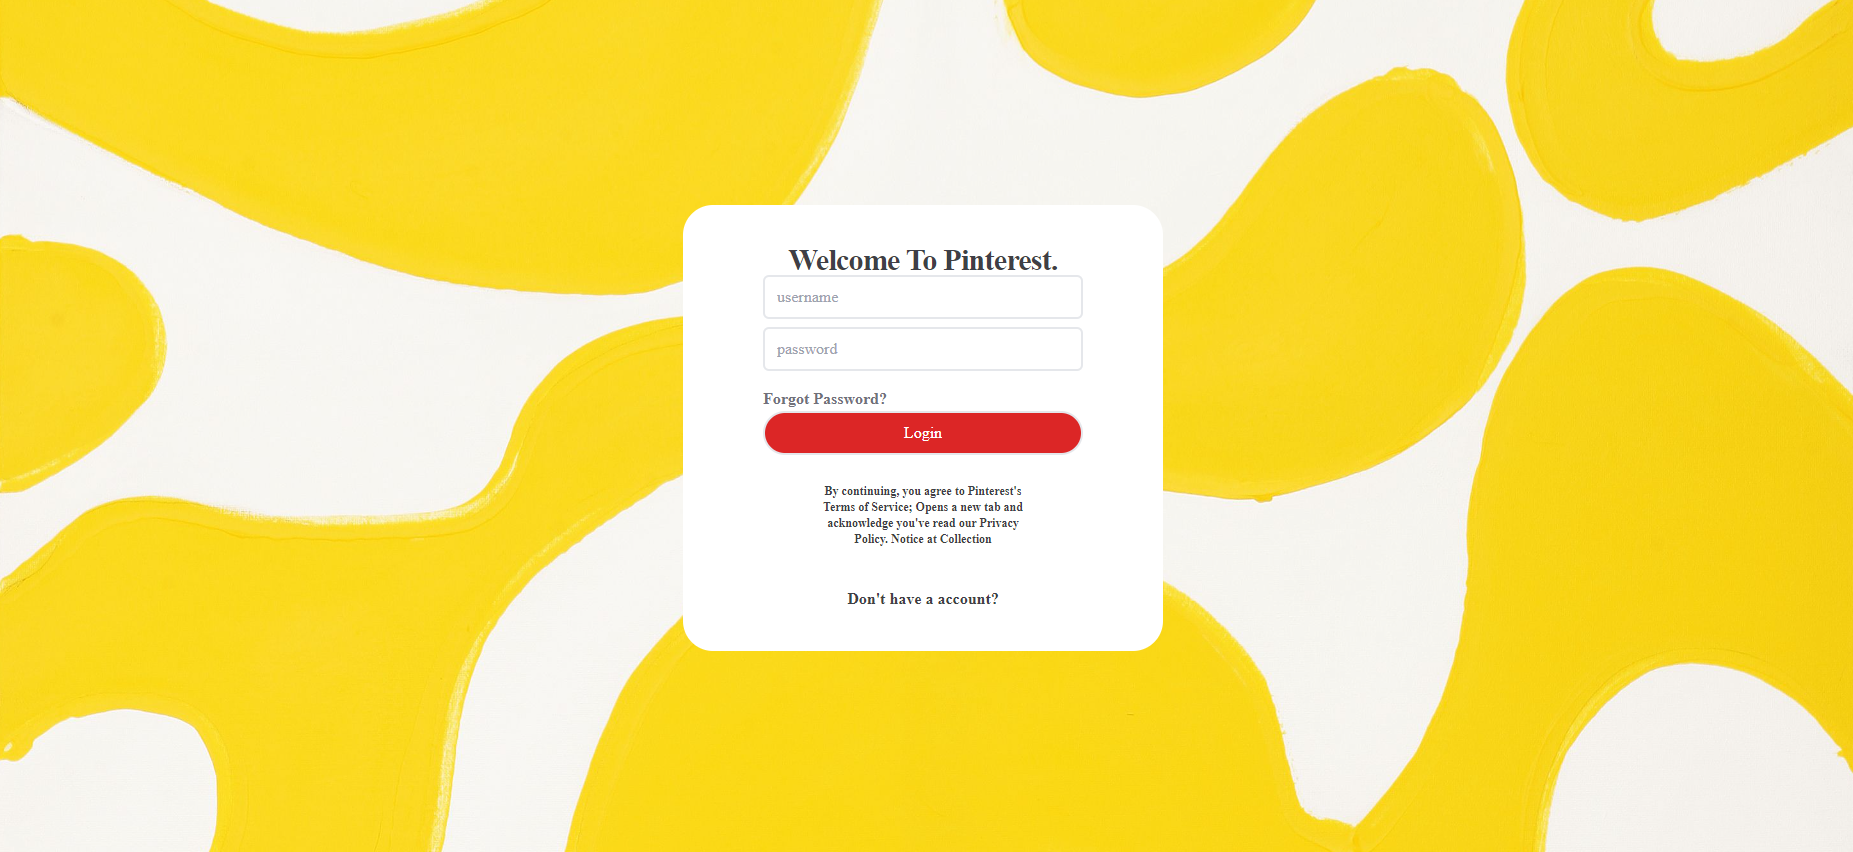 Welcome To Pinterest.
username
password
Forgot Password?
Login
By continuing, you agree to Pinterest's
Terms of Service; Opens a new tab and
acknowledge you've read our Privacy
Policy. Notice at Collection
Don't have a account?